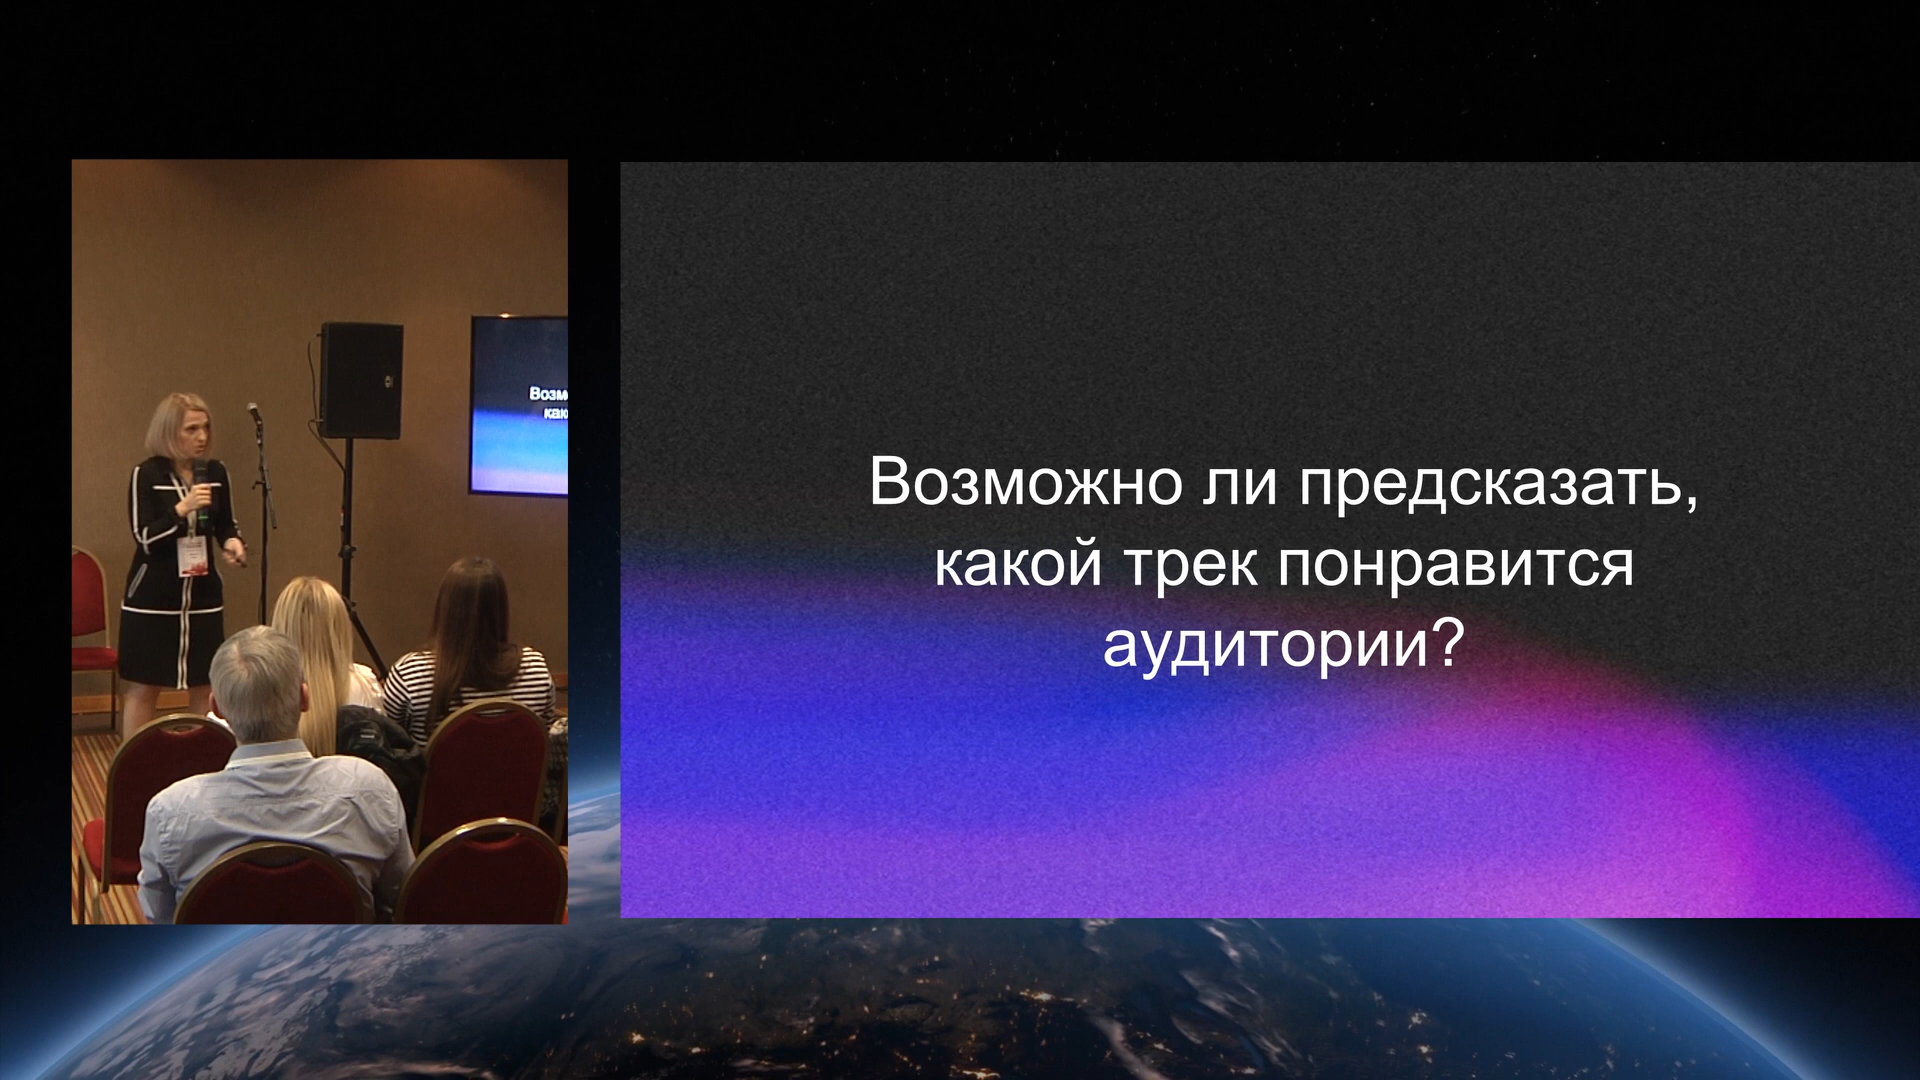 Возможно ли предсказать,
какой трек понравится
аудитории?